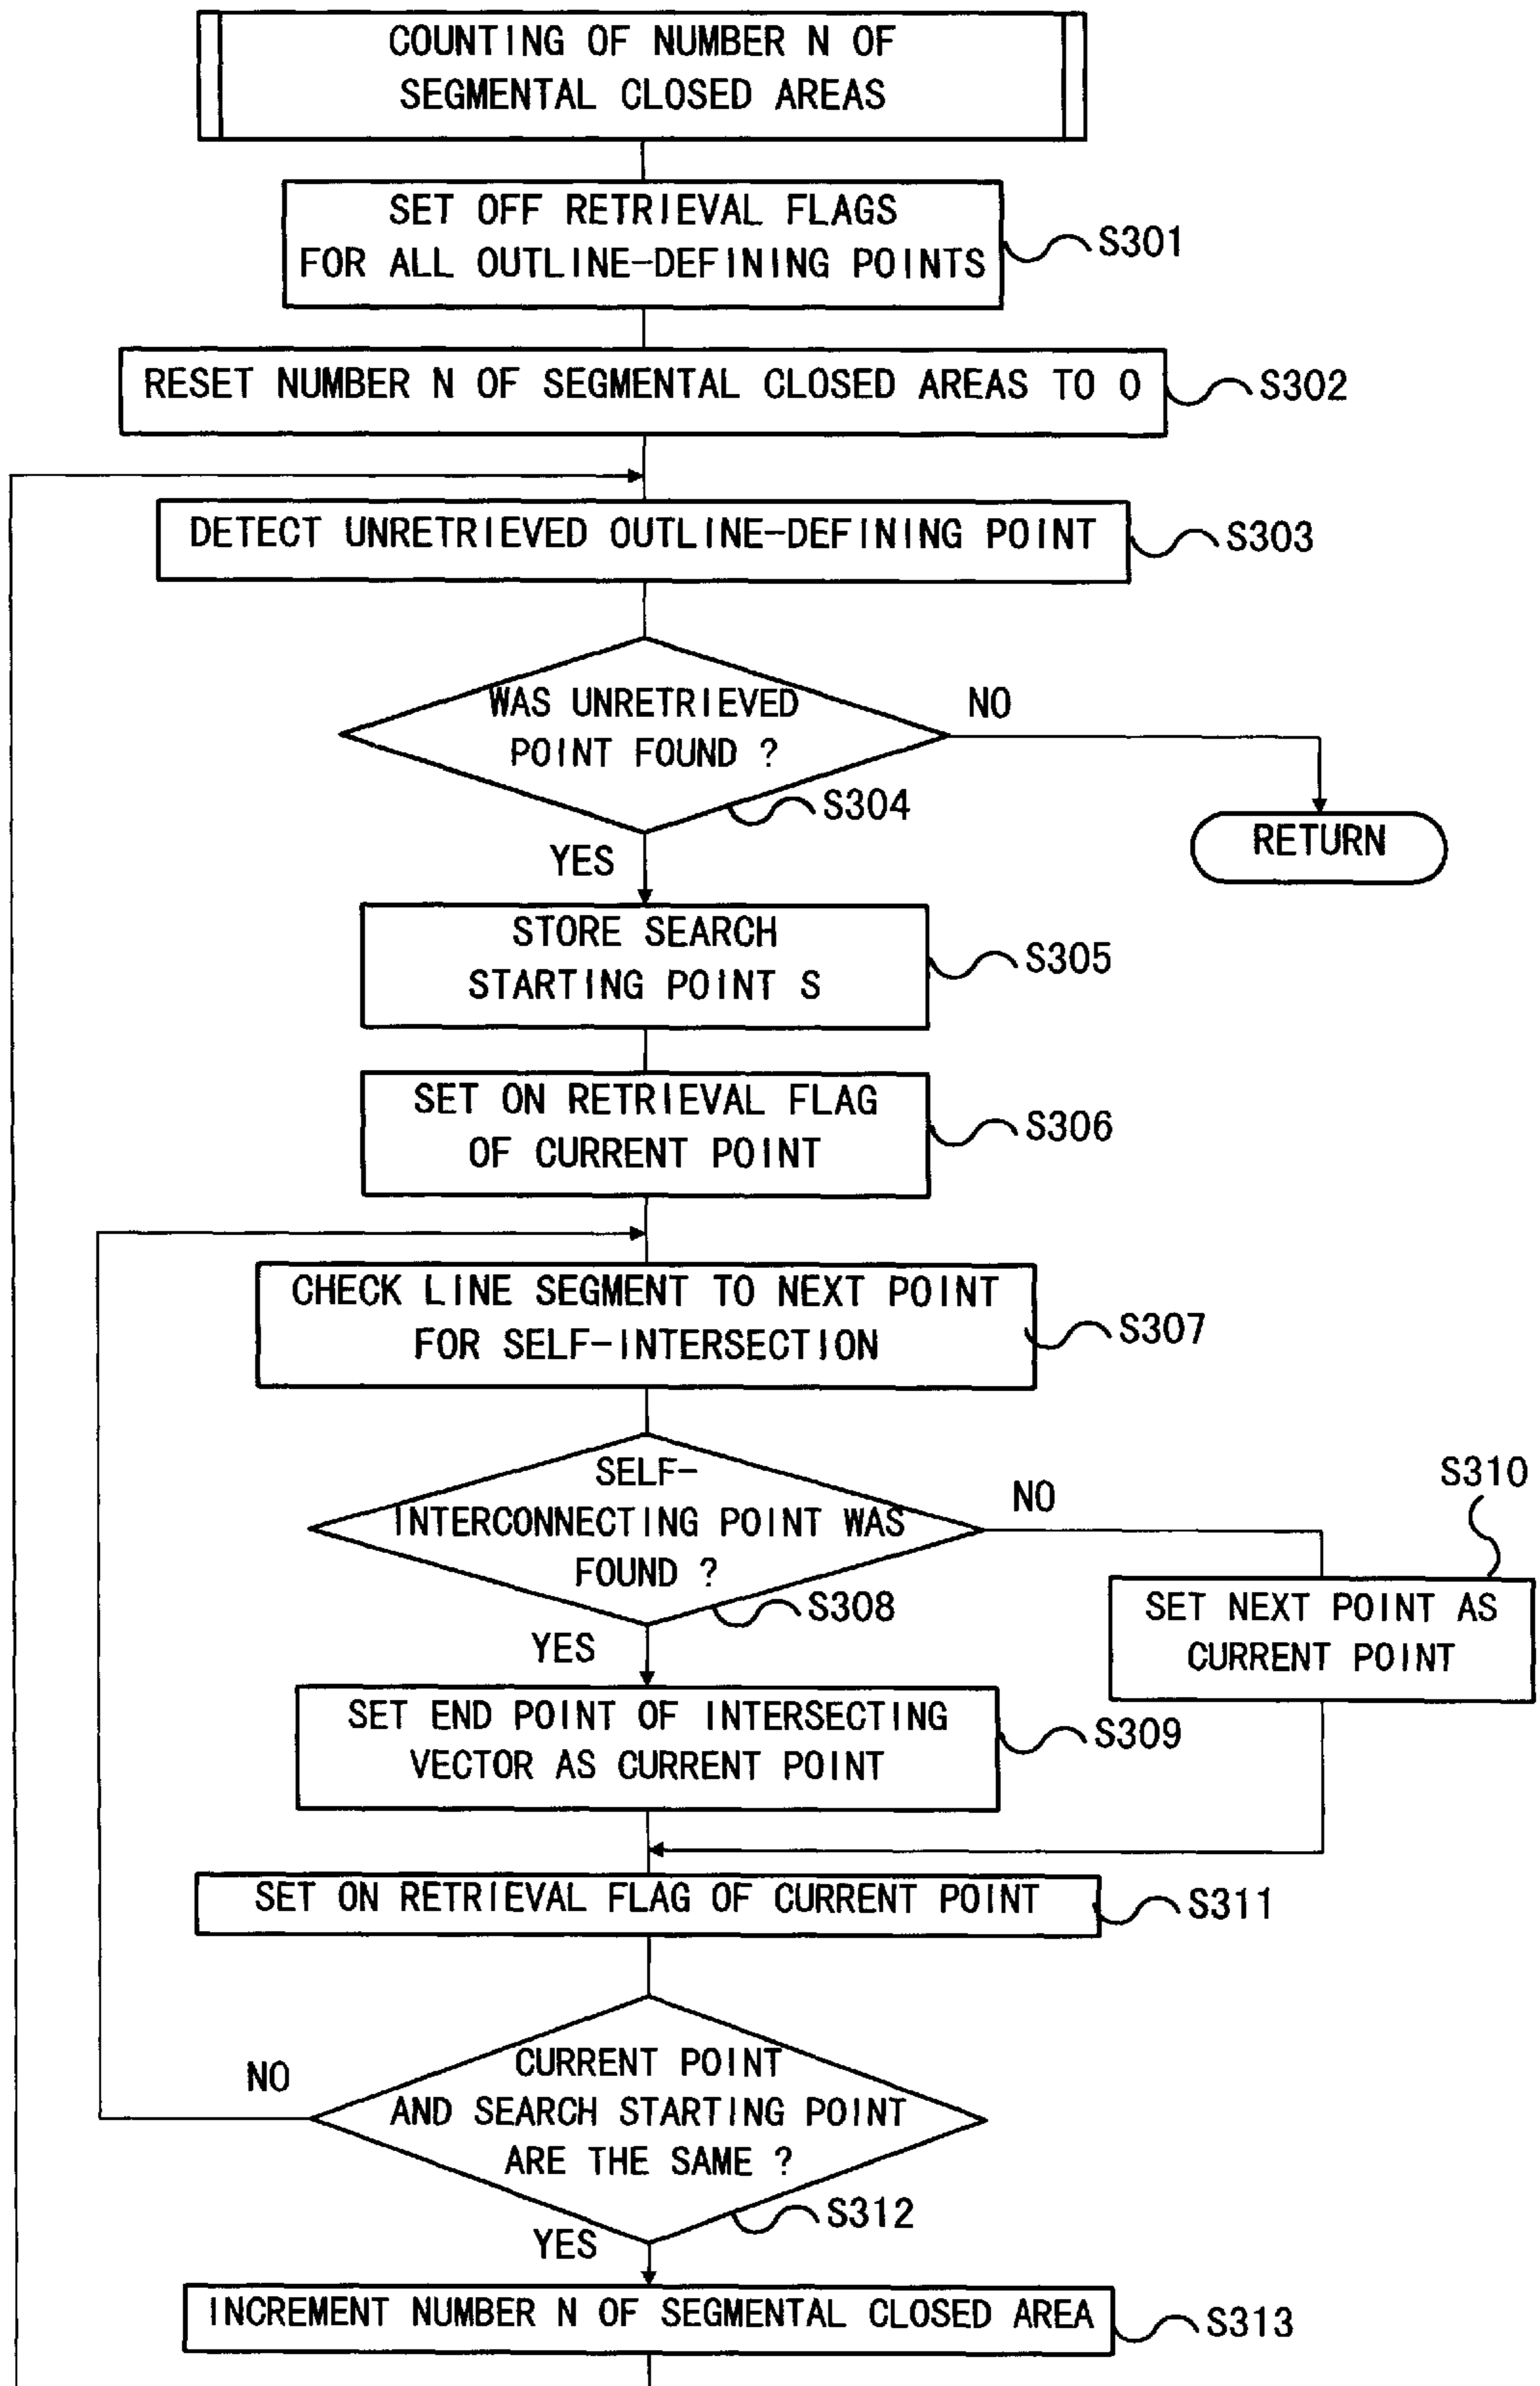 COUNTING OF NUMBER N OF
SEGMENTAL CLOSED AREAS
SET OFF RETRIEVAL FLAGS
FOR ALL OUTLINE-DEFINING POINTS
S301
RESET NUMBER N OF SEGMENTAL CLOSED AREAS TO 0
S302
DETECT UNRETRIEVED OUTLINE-DEFINING POINT
S303
WAS UNRETRIEVED
POINT FOUND ?
NO
S304
RETURN
YES
STORE SEARCH
STARTING POINT S
S305
SET ON RETRIEVAL FLAG
OF CURRENT POINT
S306
CHECK LINE SEGMENT TO NEXT POINT
FOR SELF-INTERSECTION
S307
SELF-
INTERCONNECTING POINT WAS
FOUND ?
NO
S308
S310
SET NEXT POINT AS
CURRENT POINT
YES
SET END POINT OF INTERSECTING
VECTOR AS CURRENT POINT
S309
SET ON RETRIEVAL FLAG OF CURRENT POINT
S311
NO
CURRENT POINT
AND SEARCH STARTING POINT
ARE THE SAME ?
S312
YES
INCREMENT NUMBER N OF SEGMENTAL CLOSED AREA
S313